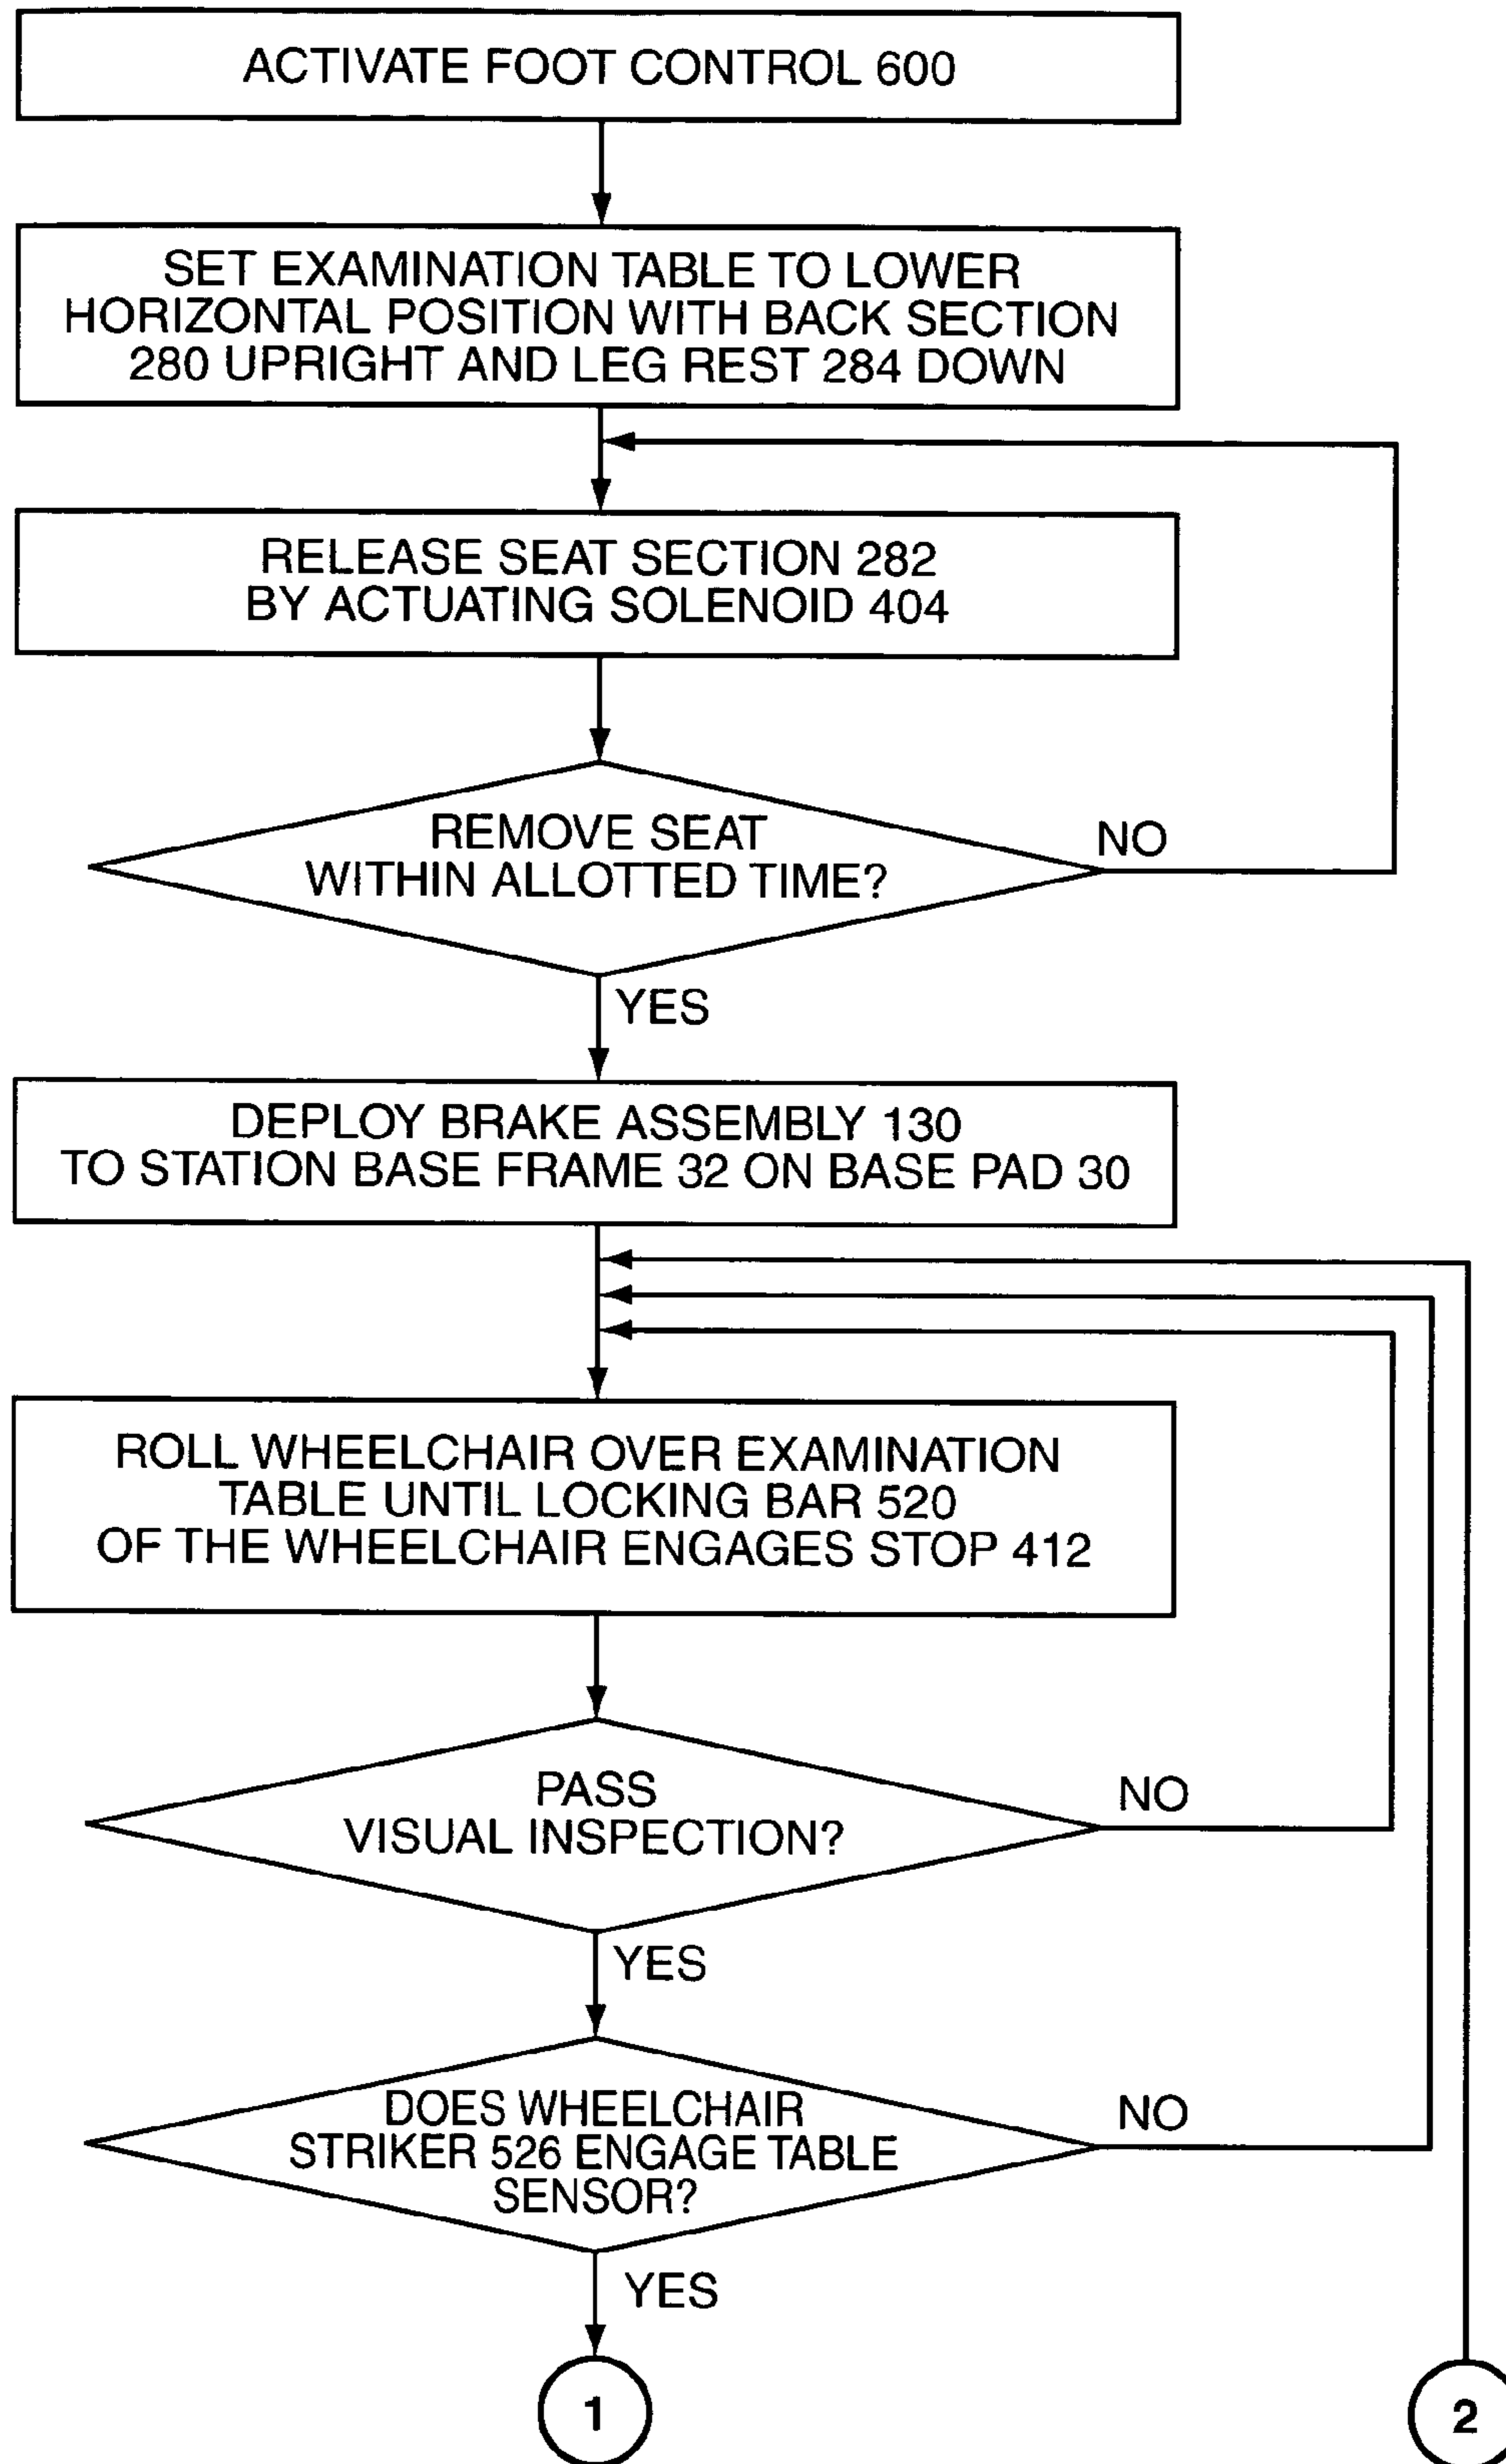 ACTIVATE FOOT CONTROL 600
SET EXAMINATION TABLE TO LOWER
HORIZONTAL POSITION WITH BACK SECTION
280 UPRIGHT AND LEG REST 284 DOWN
RELEASE SEAT SECTION 282
BY ACTUATING SOLENOID 404
REMOVE SEAT
WITHIN ALLOTTED TIME?
NO
YES
DEPLOY BRAKE ASSEMBLY 130
TO STATION BASE FRAME 32 ON BASE PAD 30
ROLL WHEELCHAIR OVER EXAMINATION
TABLE UNTIL LOCKING BAR 520
OF THE WHEELCHAIR ENGAGES STOP 412
PASS
VISUAL INSPECTION?
NO
YES
DOES WHEELCHAIR
STRIKER 526 ENGAGE TABLE
SENSOR?
NO
YES
1
2